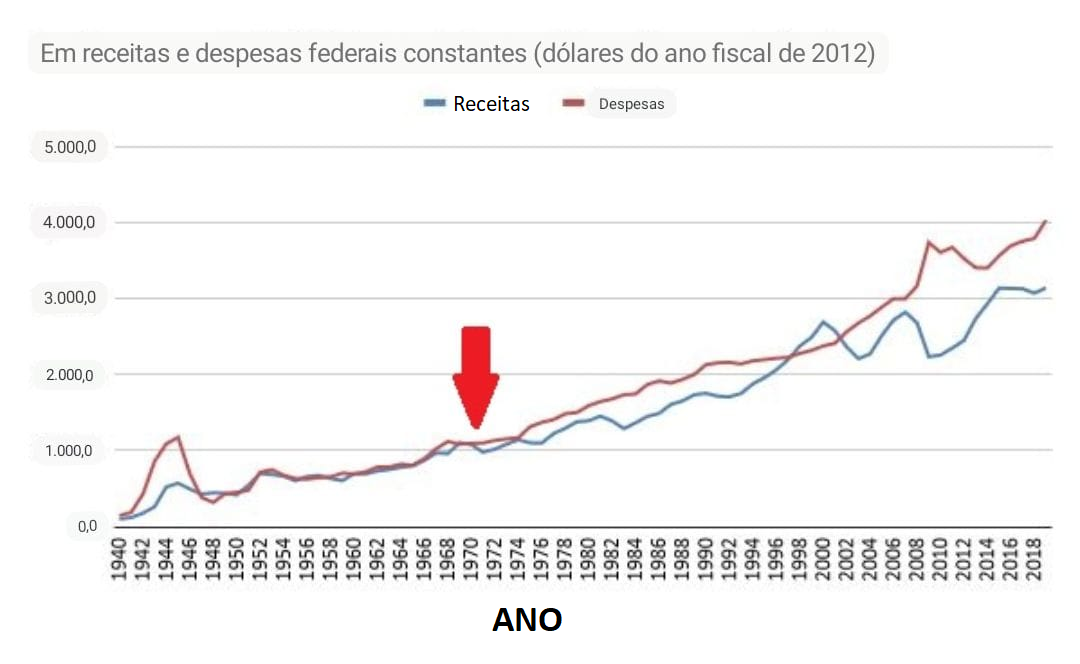 Em receitas e despesas federais constantes (dólares do ano fiscal de 2012)
Receitas Despesas
5.000,0
4.000,0
3.000,0
2.000,0
1.000,0
0,0
1940 1942 1944 1946 1948 1950 1952 1954 1956 1958 1960 1962 1964 1966 1968 1970 1972 1974 1976 1978 1980 1982 1984 1986 1988 1990 1992 1994 1996 1998 2000 2002 2004 2006 2008 2010 2012 2014 2016 2018
ANO